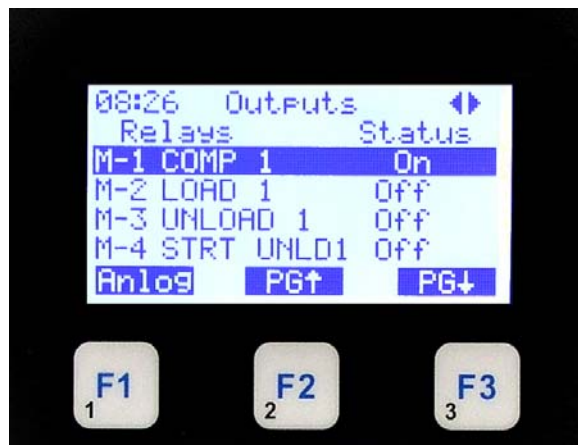 08:26 Outputs
Relays Status
M-1 COMP 1 On
M-2 LOAD 1 Off
M-3 UNLOAD 1 Off
M-4 STRT UNLD1 Off
Anlog PG↑ PG↓
F1 F2 F3
1 2 3